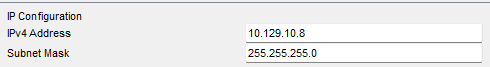 IP Configuration
IPv4 Address 10.129.10.8
Subnet Mask 255.255.255.0